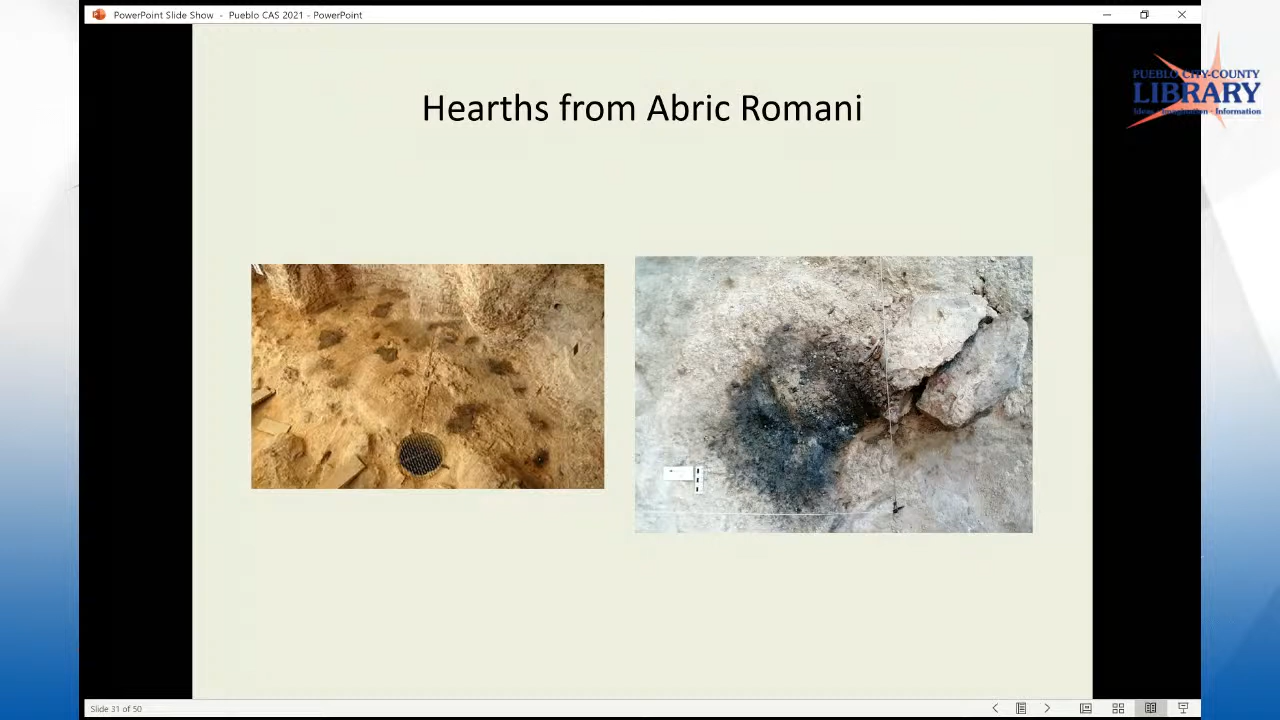 PowerPoint Slide Show - Pueblo CAS 2021 - PowerPoint
PUEBLO CITY-COUNTY
LIBRARY
Ideas · Imagination · Information
Hearths from Abric Romani
Slide 31 of 50